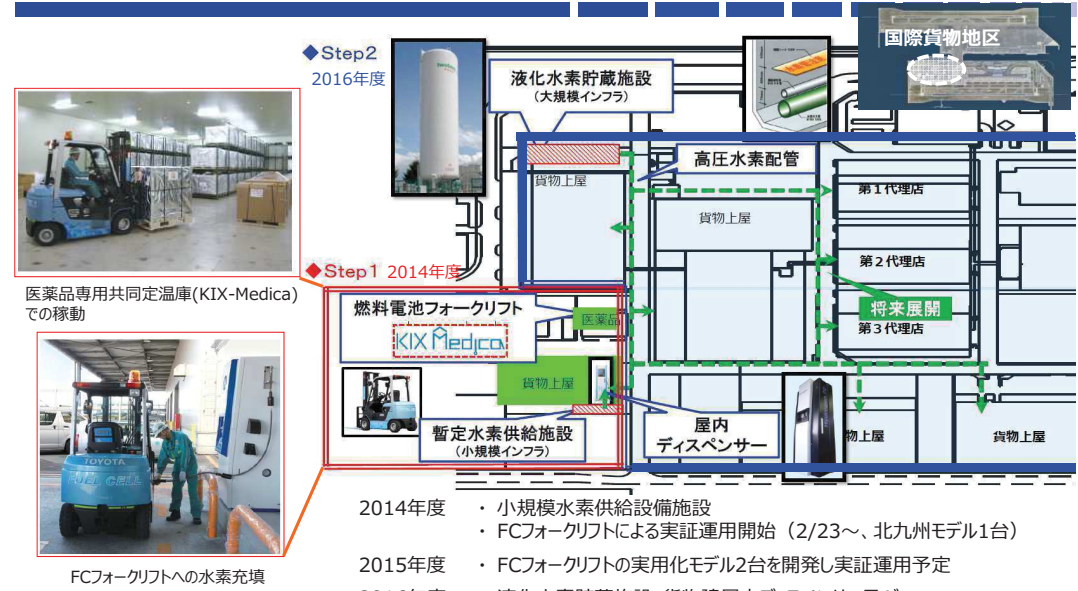 国際貨物地区
◆Step2
2016年度
液化水素貯蔵施設
(大規模インフラ)
高圧水素配管
貨物上屋
貨物上屋
第1代理店
第2代理店
将来展開
第3代理店
◆Step1 2014年度
燃料電池フォークリフト
KIX Medica
医薬品
貨物上屋
暫定水素供給施設
(小規模インフラ)
屋内
ディスペンサー
物上屋
貨物上屋
医薬品専用共同定温庫(KIX-Medica)
での稼動
TOYOTA
FUEL CELL
FCフォークリフトへの水素充填
2014年度 ・ 小規模水素供給設備施設
・ FCフォークリフトによる実証運用開始（2/23～、北九州モデル1台）
2015年度 ・ FCフォークリフトの実用化モデル2台を開発し実証運用予定